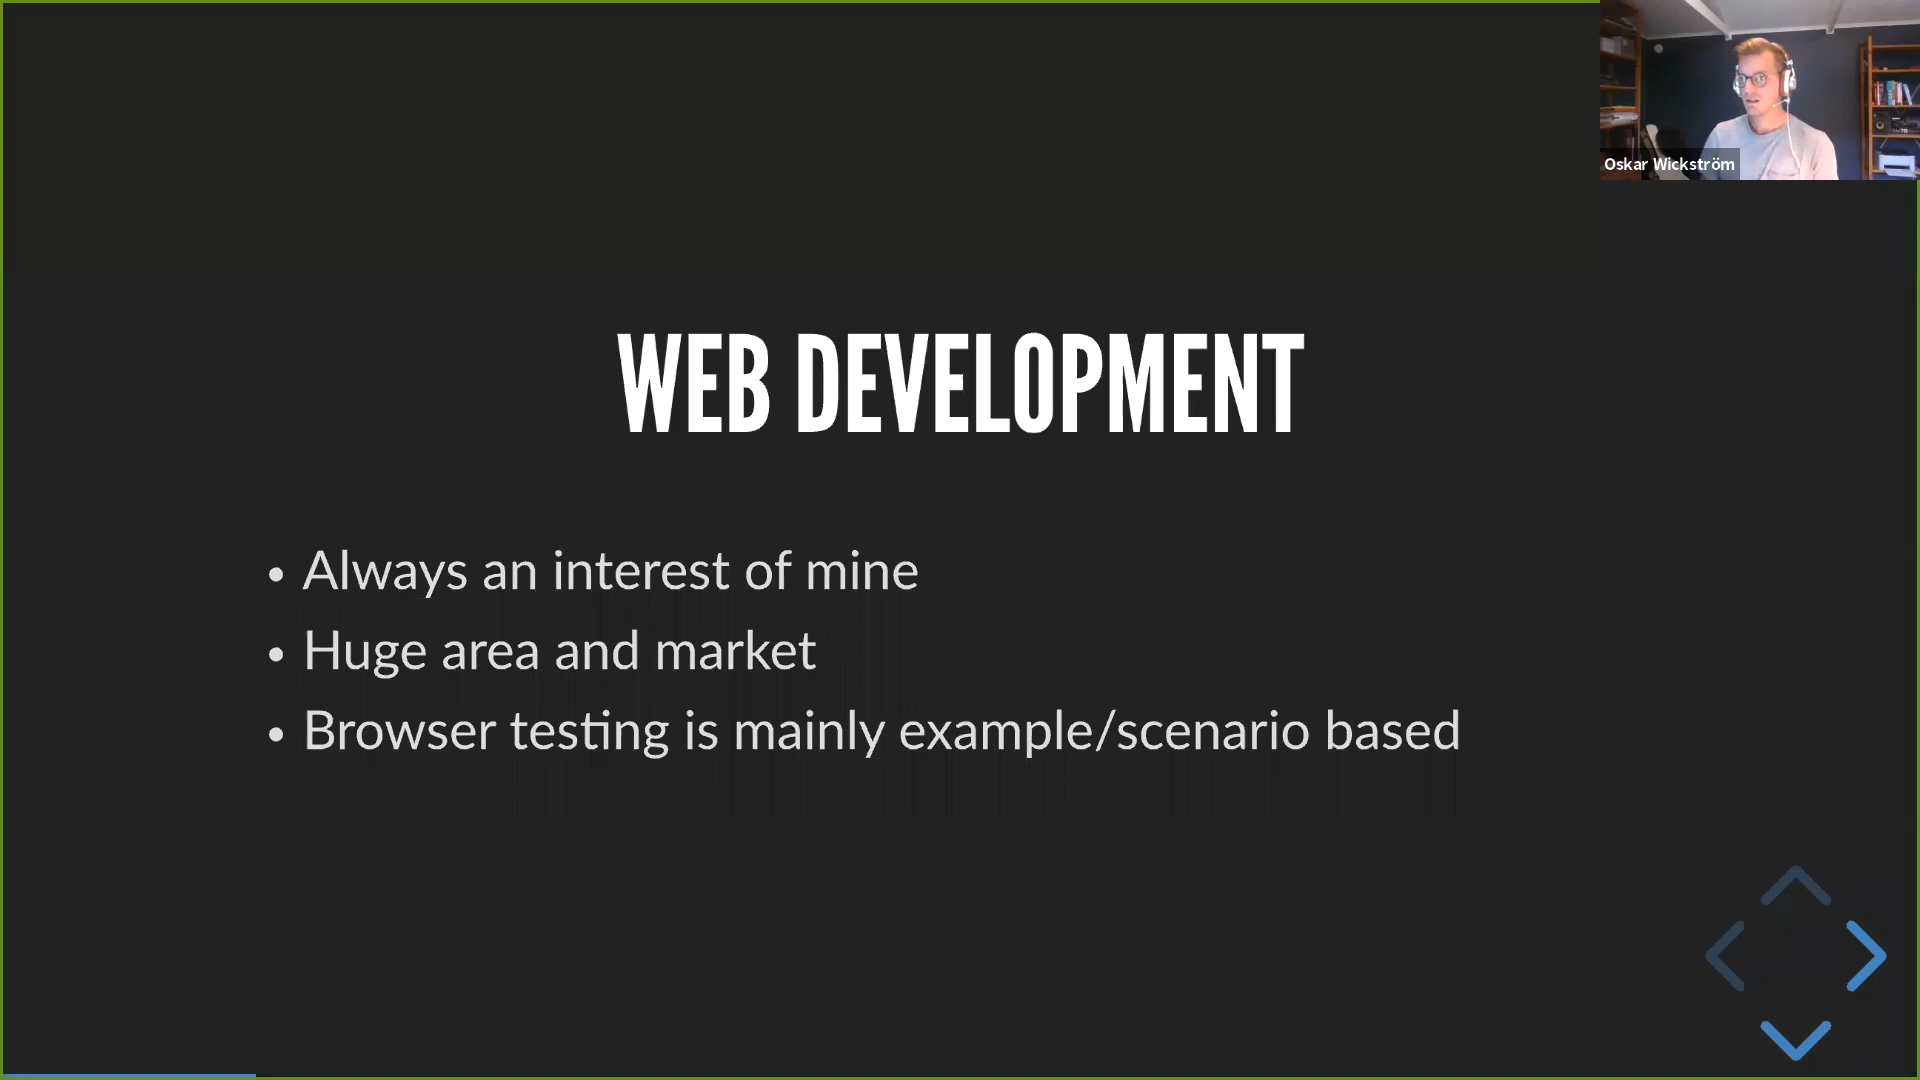 Oskar Wickström
WEB DEVELOPMENT
• Always an interest of mine
• Huge area and market
• Browser testing is mainly example/scenario based